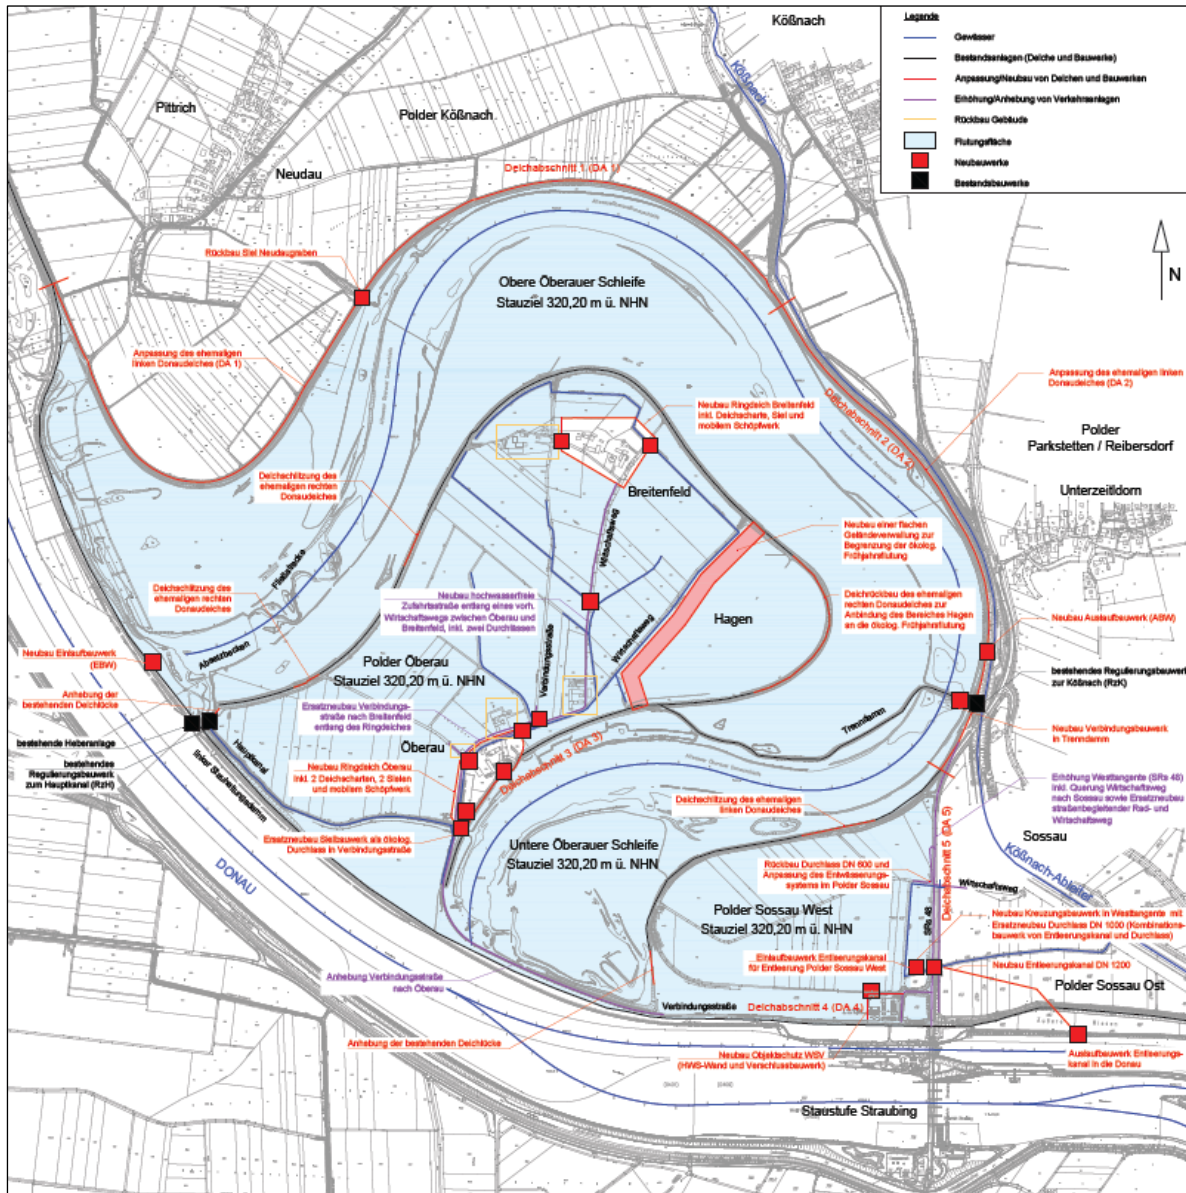 Kößnach
Legende
Gewässer
Bestandsanlagen (Deiche und Bauwerke)
Anpassung/Neubau von Deichen und Bauwerken
Erhöhung/Anhebung von Verkehrsanlagen
Rückbau Gebäude
Flutungsfläche
Neubauwerke
Bestandsbauwerke
N
Kößnach
Pittrich
Polder Kößnach
Neudau
Deichabschnitt 1 (DA 1)
Rückbau Siel Neudaugraben
Obere Öberauer Schleife
Stauziel 320,20 m ü. NHN
Anpassung des ehemaligen
linken Donaudeiches (DA 1)
Anpassung des ehemaligen linken
Donaudeiches (DA 2)
Deichabschnitt 2 (DA 2)
Neubau Ringdeich Breitenfeld
inkl. Deichscharte, Siel und
mobilem Schöpfwerk
Polder
Parkstetten / Reibersdorf
Unterzeitldorn
Deichschlitzung des
ehemaligen rechten
Donaudeiches
Breitenfeld
Wirtschaftsweg
Neubau einer flachen
Geländeverwallung zur
Begrenzung der ökolog.
Frühjahrsflutung
Fließstrecke
Deichschlitzung des
ehemaligen rechten
Donaudeiches
Neubau hochwasserfreie
Zufahrtsstraße entlang eines vorh.
Wirtschaftswegs zwischen Öberau und
Breitenfeld, inkl. zwei Durchlässen
Hagen
Deichrückbau des ehemaligen
rechten Donaudeiches zur
Anbindung des Bereiches Hagen
an die ökolog. Frühjahrsflutung
Neubau Auslaufbauwerk (ABW)
Wirtschaftsweg
Verbindungsstraße
Absetzbecken
Neubau Einlaufbauwerk
(EBW)
Polder Öberau
Stauziel 320,20 m ü. NHN
bestehendes Regulierungsbauwerk
zur Kößnach (RzK)
Anhebung der
bestehenden Deichlücke
Ersatzneubau Verbindungs-
straße nach Breitenfeld
entlang des Ringdeiches
Trenndamm
Neubau Verbindungsbauwerk
in Trenndamm
bestehende Heberanlage
bestehendes
Regulierungsbauwerk
zum Hauptkanal (RzH)
Hauptkanal
linker Stauhaltungsdamm
Öberau
Deichabschnitt 3 (DA 3)
Neubau Ringdeich Öberau
inkl. 2 Deichscharten, 2 Sielen
und mobilem Schöpfwerk
Erhöhung Westtangente (SRs 48)
inkl. Querung Wirtschaftsweg
nach Sossau sowie Ersatzneubau
straßenbegleitender Rad- und
Wirtschaftsweg
Deichschlitzung des ehemaligen
linken Donaudeiches
Ersatzneubau Sielbauwerk als ökolog.
Durchlass in Verbindungsstraße
Sossau
Untere Öberauer Schleife
Stauziel 320,20 m ü. NHN
Deichabschnitt 5 (DA 5)
Kößnach-Ableiter
DONAU
Rückbau Durchlass DN 600 und
Anpassung des Entwässerungs-
systems im Polder Sossau
Wirtschaftsweg
SRs 48
Polder Sossau West
Stauziel 320,20 m ü. NHN
Neubau Kreuzungsbauwerk in Westtangente mit
Ersatzneubau Durchlass DN 1000 (Kombinations-
bauwerk von Entleerungskanal und Durchlass)
Einlaufbauwerk Entleerungskanal
für Entleerung Polder Sossau West
Neubau Entleerungskanal DN 1200
Anhebung Verbindungsstraße
nach Öberau
Polder Sossau Ost
Verbindungsstraße
Deichabschnitt 4 (DA 4)
Anhebung der bestehenden Deichlücke
Neubau Objektschutz WSV
(HWS-Wand und Verschlussbauwerk)
Auslaufbauwerk Entleerungs-
kanal in die Donau
Staustufe Straubing